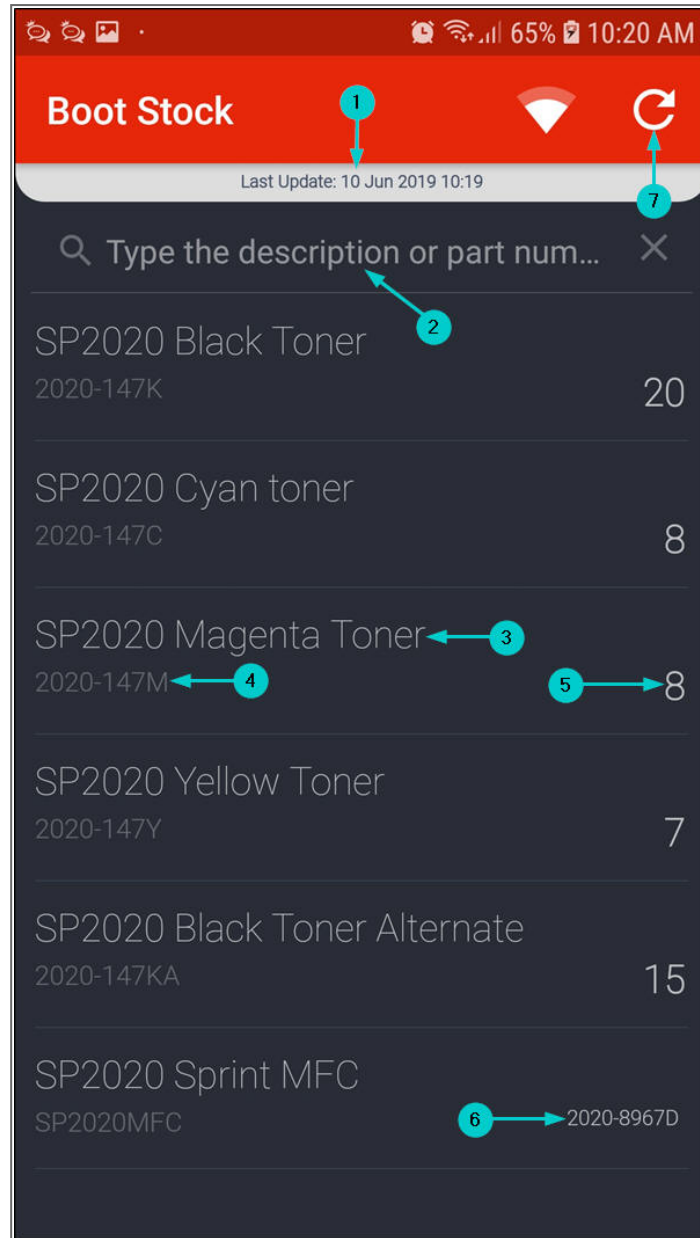 65% 10:20 AM
Boot Stock
1
Last Update: 10 Jun 2019 10:19
7
Type the description or part num...
2
SP2020 Black Toner
2020-147K
20
SP2020 Cyan toner
2020-147C
8
SP2020 Magenta Toner
3
2020-147M
4
5
8
SP2020 Yellow Toner
2020-147Y
7
SP2020 Black Toner Alternate
2020-147KA
15
SP2020 Sprint MFC
SP2020MFC
6
2020-8967D